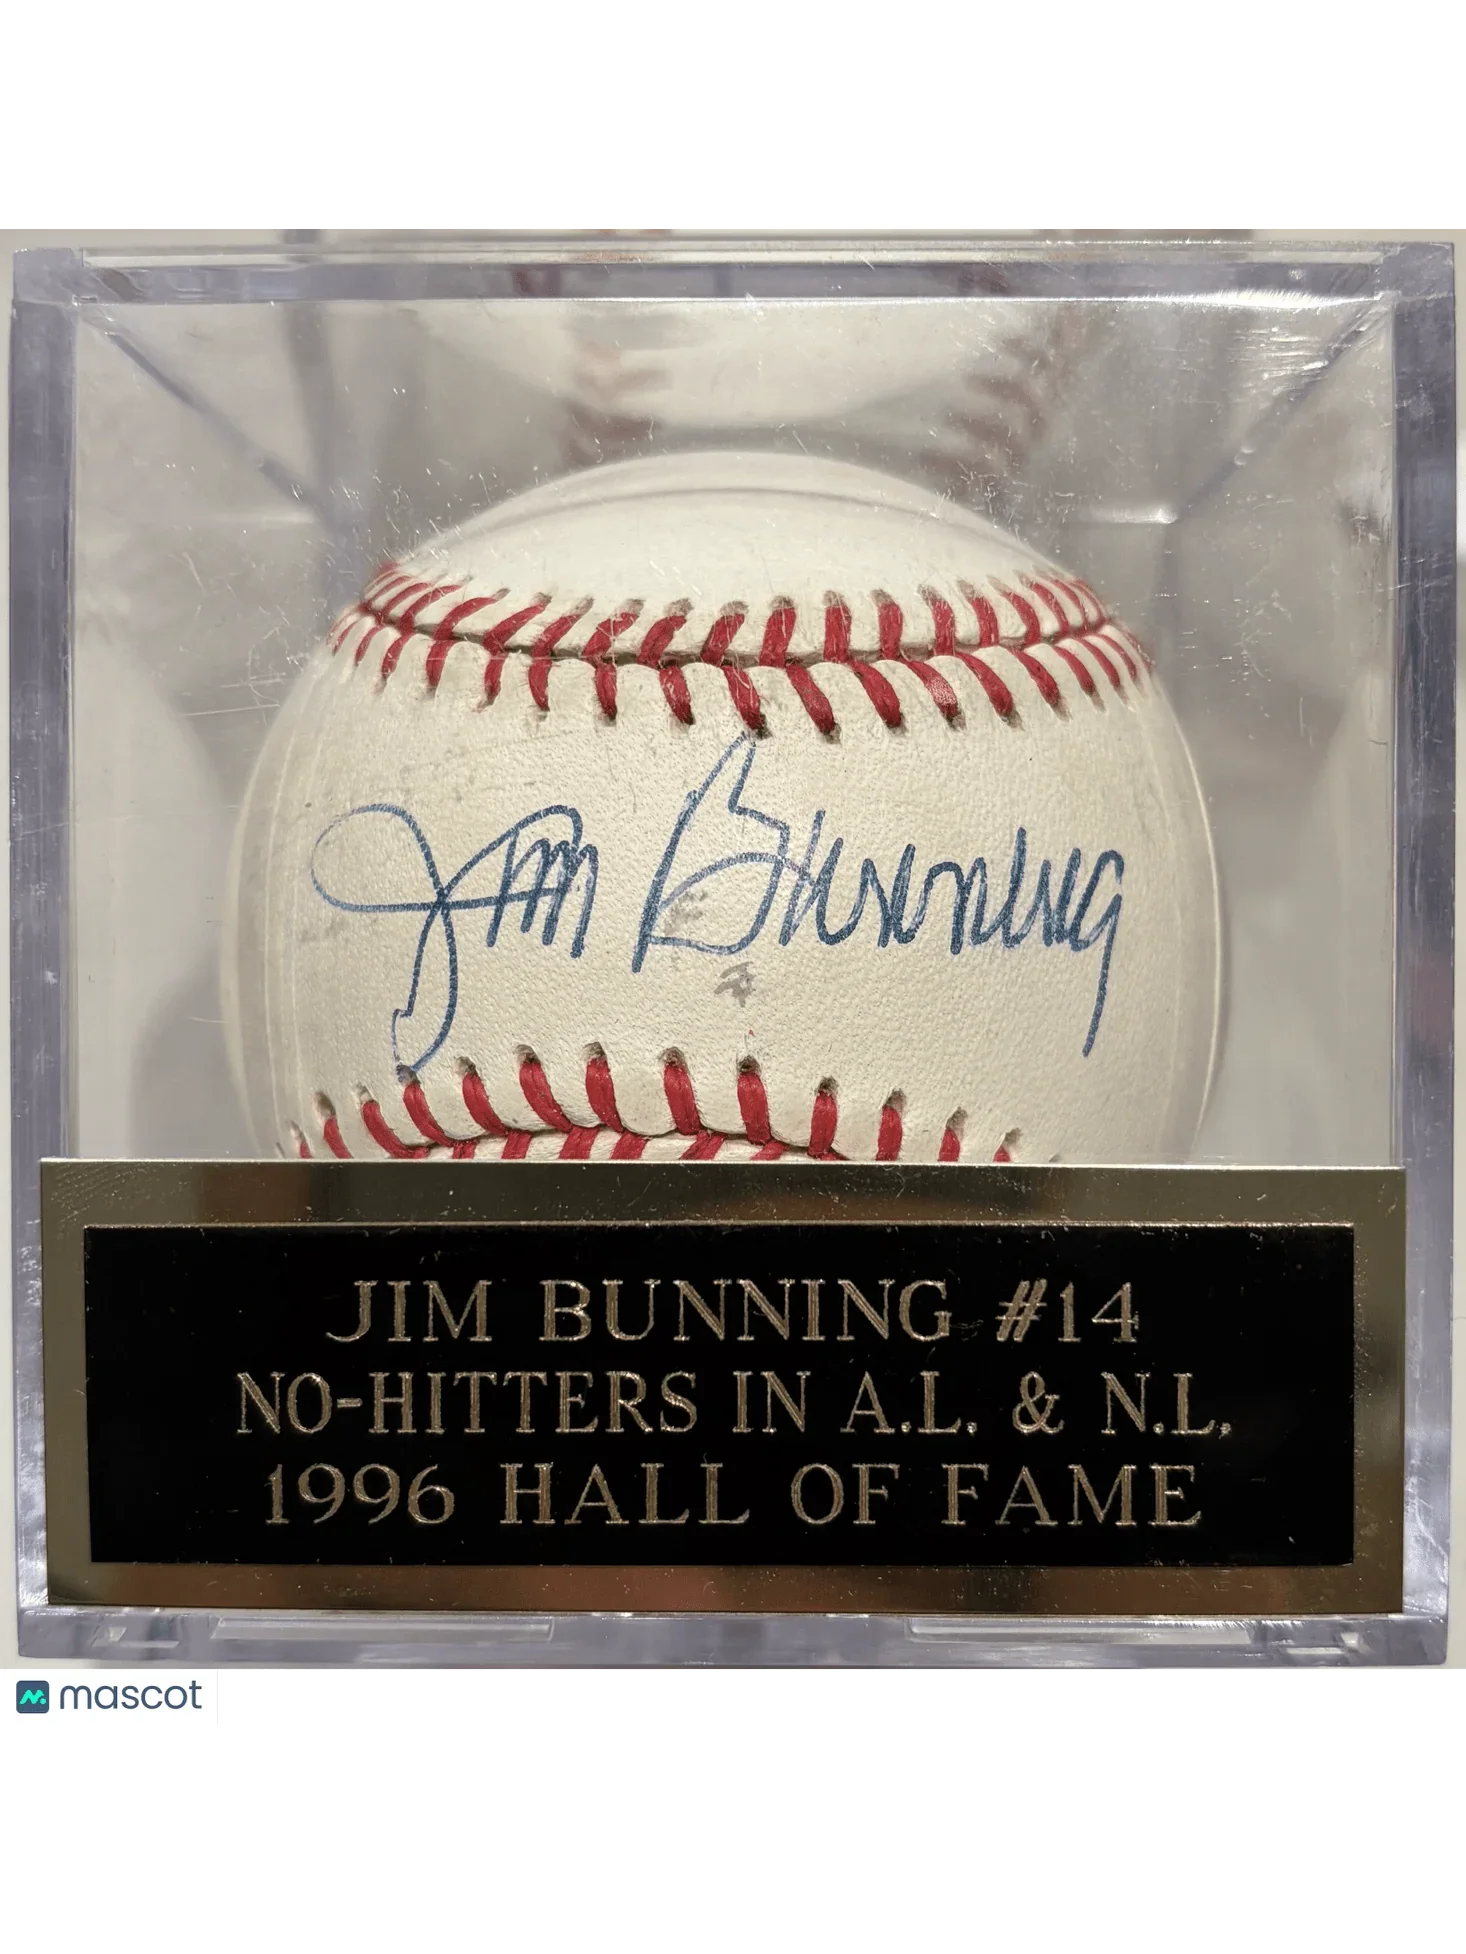 Jim Bunning
JIM BUNNING #14
NO-HITTERS IN A.L. & N.L,
1996 HALL OF FAME
mascot